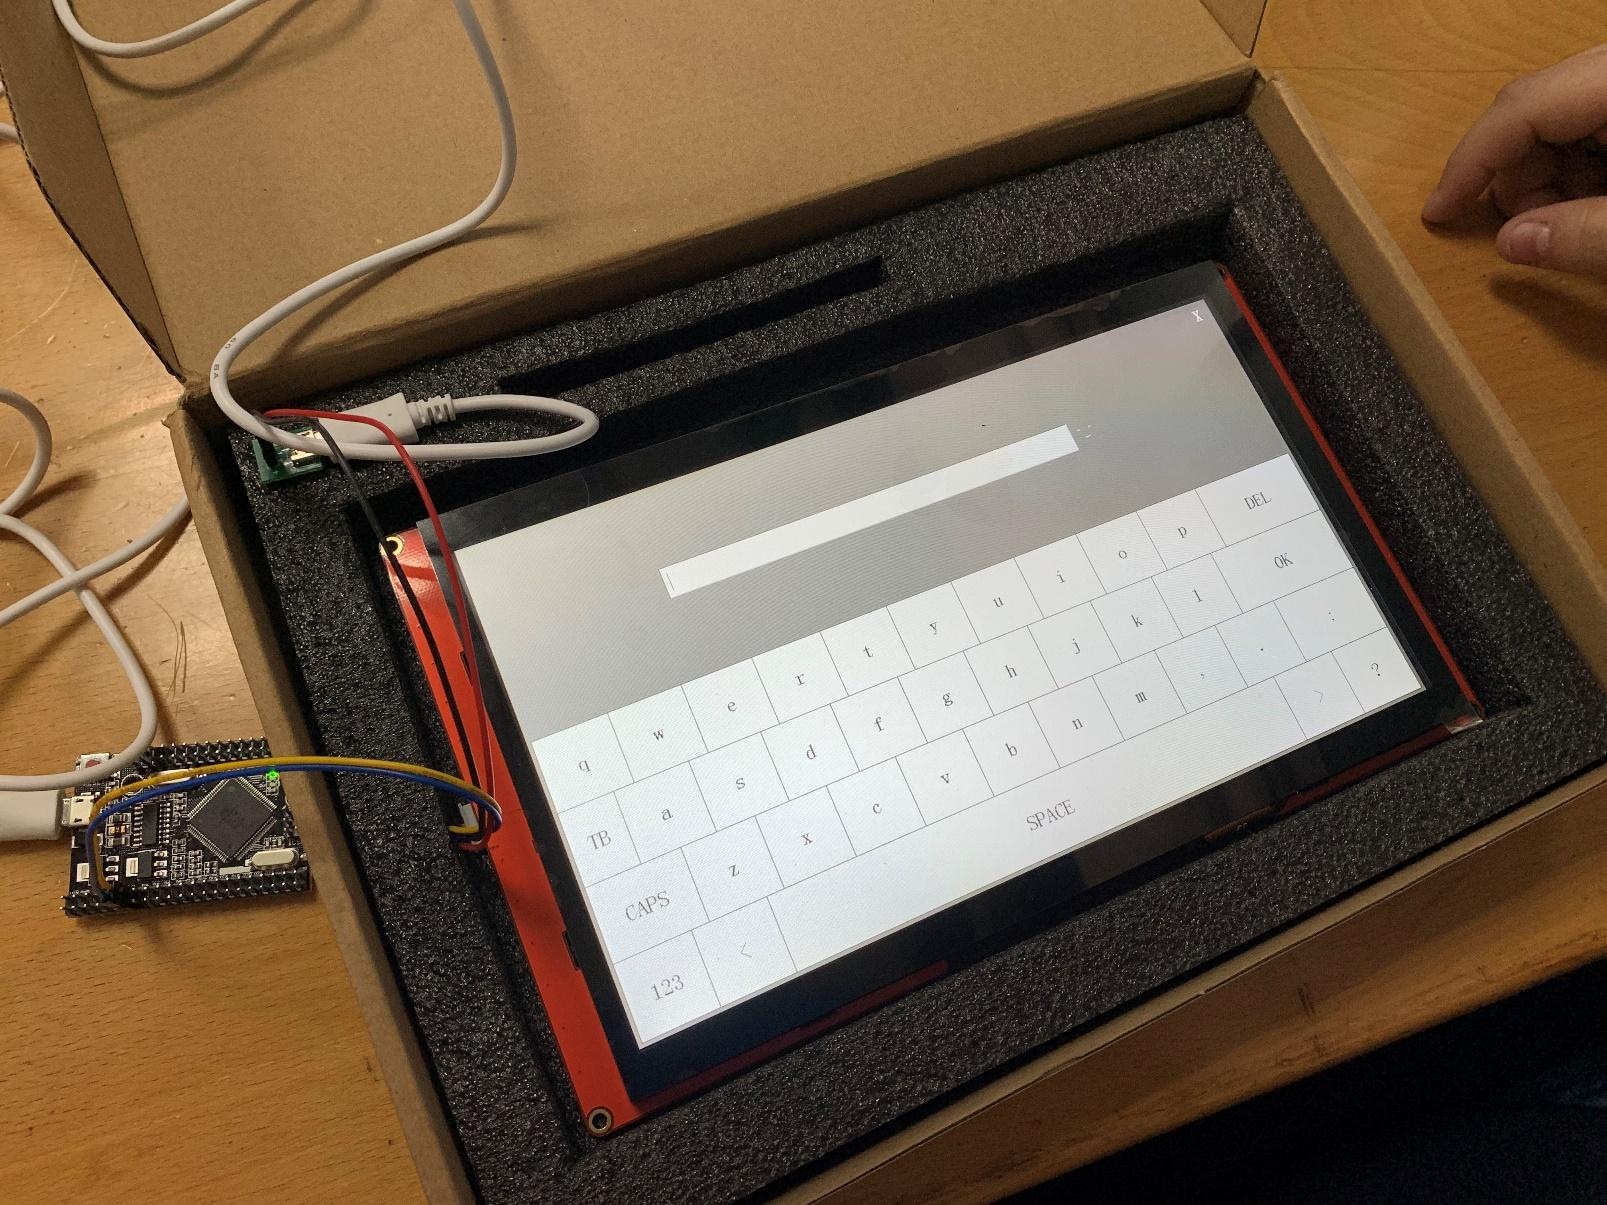 X
q w e r t y u i o p DEL
TB a s d f g h j k l OK
CAPS z x c v b n m , . :
123 < SPACE > ?